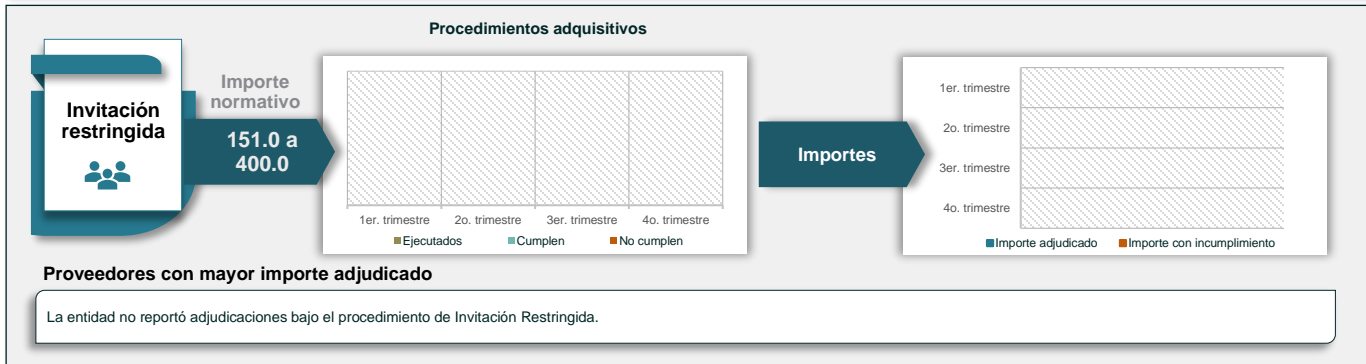 Procedimientos adquisitivos
Invitación
restringida
Importe
normativo
151.0 a
400.0
1er. trimestre
2o. trimestre
3er. trimestre
4o. trimestre
Ejecutados
Cumplen
No cumplen
Importes
1er. trimestre
2o. trimestre
3er. trimestre
4o. trimestre
Importe adjudicado
Importe con incumplimiento
Proveedores con mayor importe adjudicado
La entidad no reportó adjudicaciones bajo el procedimiento de Invitación Restringida.